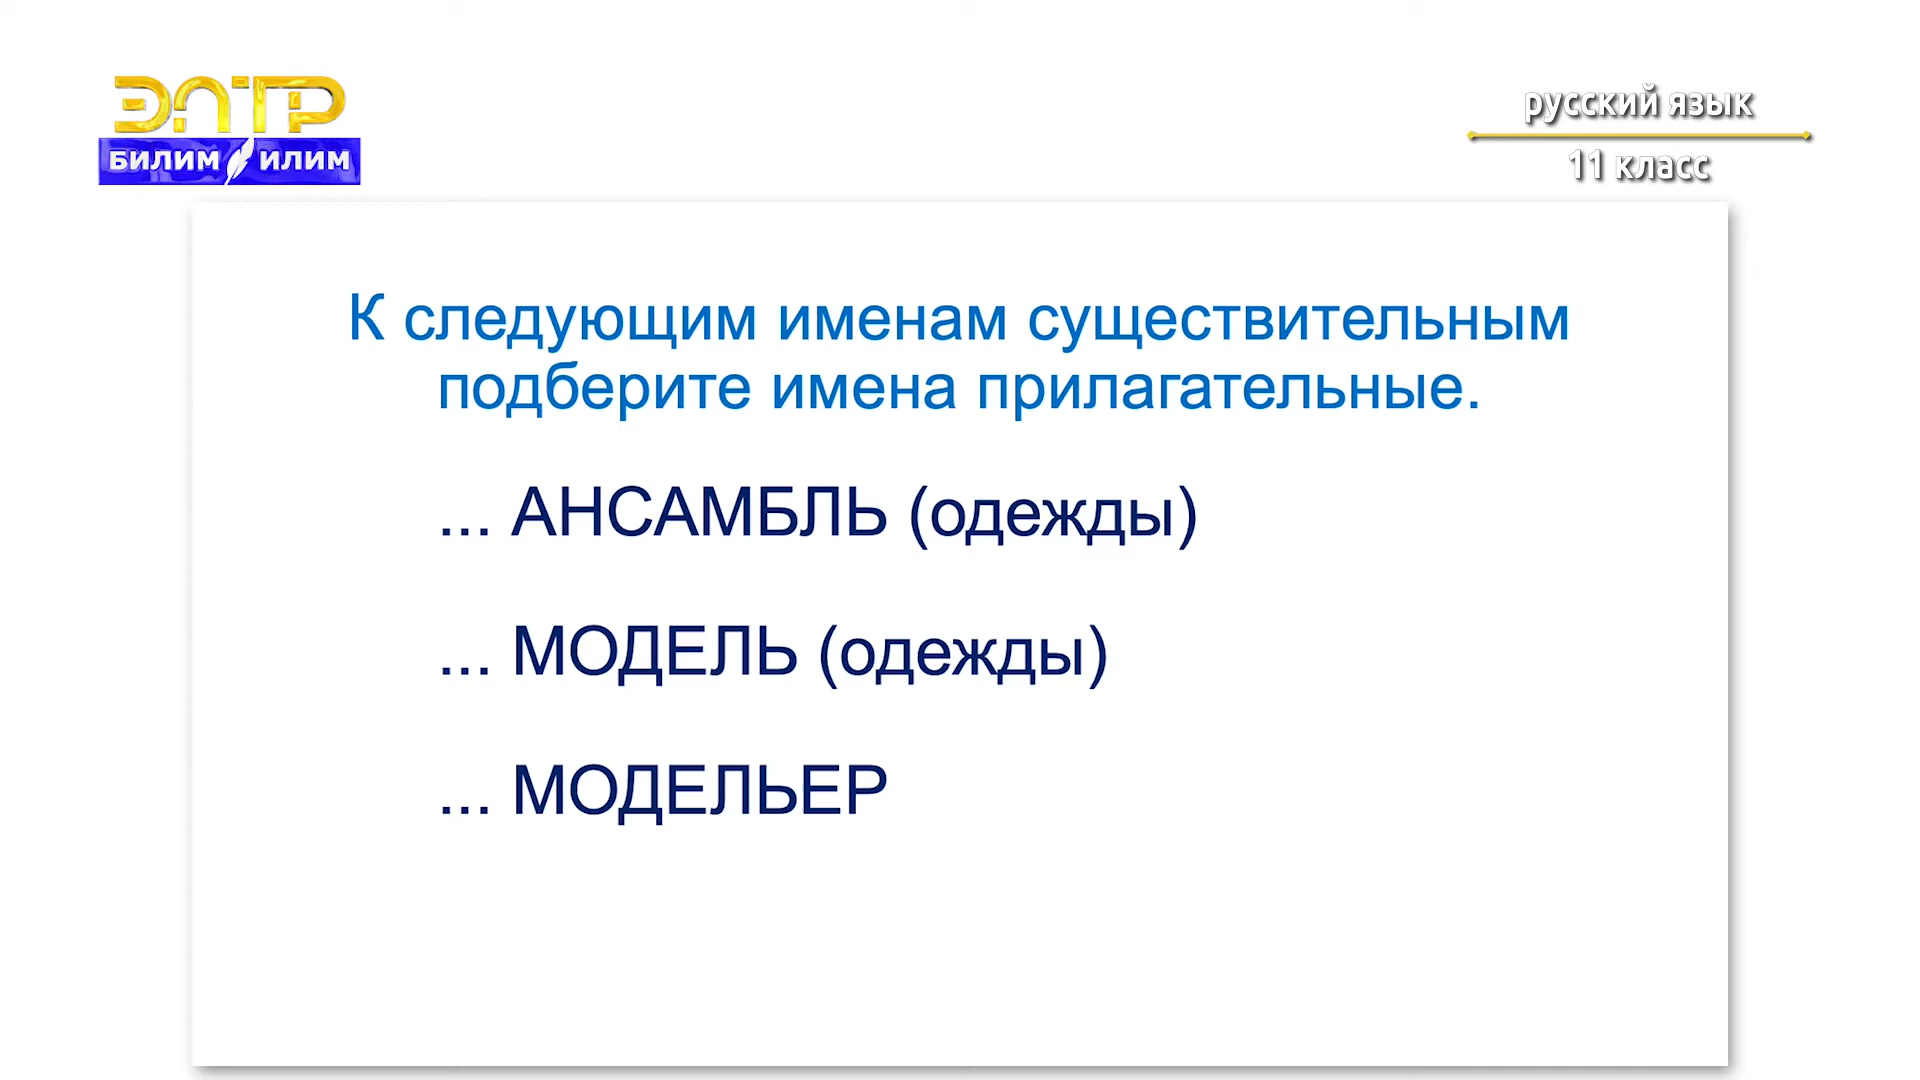 ЭЛТР
БИЛИМ ИЛИМ
русский язык
11 класс
К следующим именам существительным
подберите имена прилагательные.
... АНСАМБЛЬ (одежды)
... МОДЕЛЬ (одежды)
... МОДЕЛЬЕР